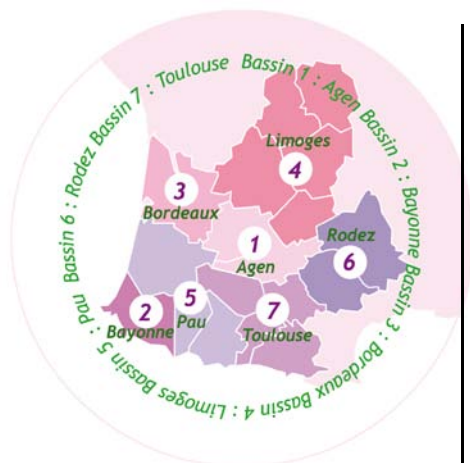 Bassin 1 : Agen Bassin 2 : Bayonne Bassin 3 : Bordeaux Bassin 4 : Limoges Bassin 5 : Pau Bassin 6 : Rodez Bassin 7 : Toulouse
Limoges
4
3
Bordeaux
1
Agen
Rodez
6
2
Bayonne
5
Pau
7
Toulouse